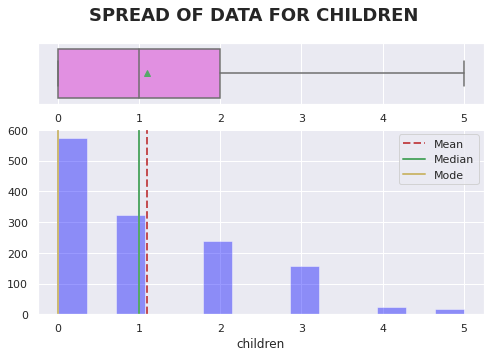 SPREAD OF DATA FOR CHILDREN
0 1 2 3 4 5
600
500
400
300
200
100
0
Mean
Median
Mode
0 1 2 3 4 5
children